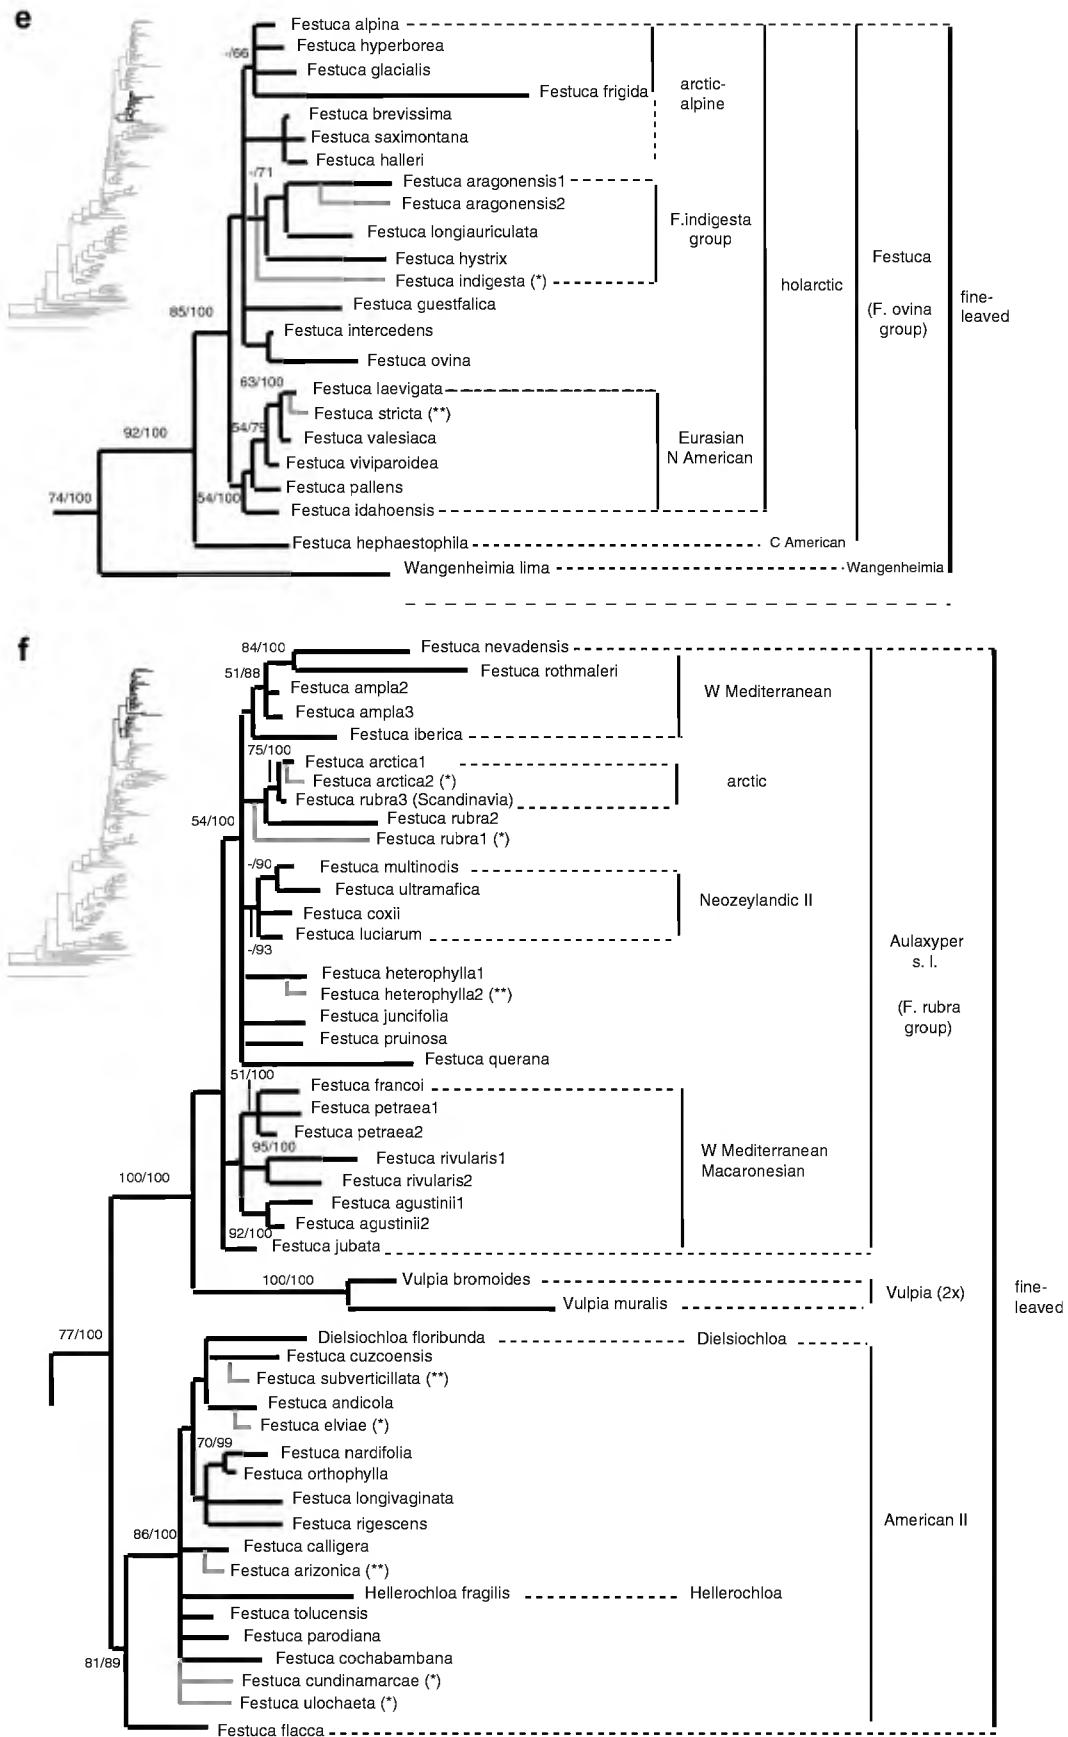 e
Festuca alpina
Festuca hyperborea
-/66
Festuca glacialis
Festuca frigida
arctic-
alpine
Festuca brevissima
Festuca saximontana
Festuca halleri
-/71
Festuca aragonensis1
Festuca aragonensis2
F.indigesta
group
Festuca longiauriculata
Festuca hystrix
Festuca indigesta (*)
holarctic
Festuca
(F. ovina
group)
fine-
leaved
Festuca guestfalica
85/100
Festuca intercedens
Festuca ovina
63/100
Festuca laevigata
Festuca stricta (**)
54/79
Festuca valesiaca
Eurasian
N American
92/100
Festuca viviparoidea
Festuca pallens
74/100
54/100
Festuca idahoensis
Festuca hephaestophila
C American
Wangenheimia lima
Wangenheimia
f
84/100
Festuca nevadensis
51/88
Festuca rothmaleri
Festuca ampla2
W Mediterranean
Festuca ampla3
Festuca iberica
75/100
Festuca arctica1
Festuca arctica2 (*)
arctic
Festuca rubra3 (Scandinavia)
54/100
Festuca rubra2
Festuca rubra1 (*)
-/90
Festuca multinodis
Festuca ultramafica
Neozeylandic II
Festuca coxii
Festuca luciarum
-/93
Aulaxyper
s. l.
(F. rubra
group)
Festuca heterophylla1
Festuca heterophylla2 (**)
Festuca juncifolia
Festuca pruinosa
Festuca querana
51/100
Festuca francoi
Festuca petraea1
Festuca petraea2
95/100
Festuca rivularis1
W Mediterranean
Macaronesian
100/100
Festuca rivularis2
Festuca agustinii1
Festuca agustinii2
92/100
Festuca jubata
100/100
Vulpia bromoides
Vulpia (2x)
fine-
leaved
Vulpia muralis
77/100
Dielsiochloa floribunda
Dielsiochloa
Festuca cuzcoensis
Festuca subverticillata (**)
Festuca andicola
Festuca elviae (*)
70/99
Festuca nardifolia
Festuca orthophylla
Festuca longivaginata
Festuca rigescens
American II
86/100
Festuca calligera
Festuca arizonica (**)
Hellerochloa fragilis
Hellerochloa
Festuca tolucensis
Festuca parodiana
81/89
Festuca cochabambana
Festuca cundinamarcae (*)
Festuca ulochaeta (*)
Festuca flacca